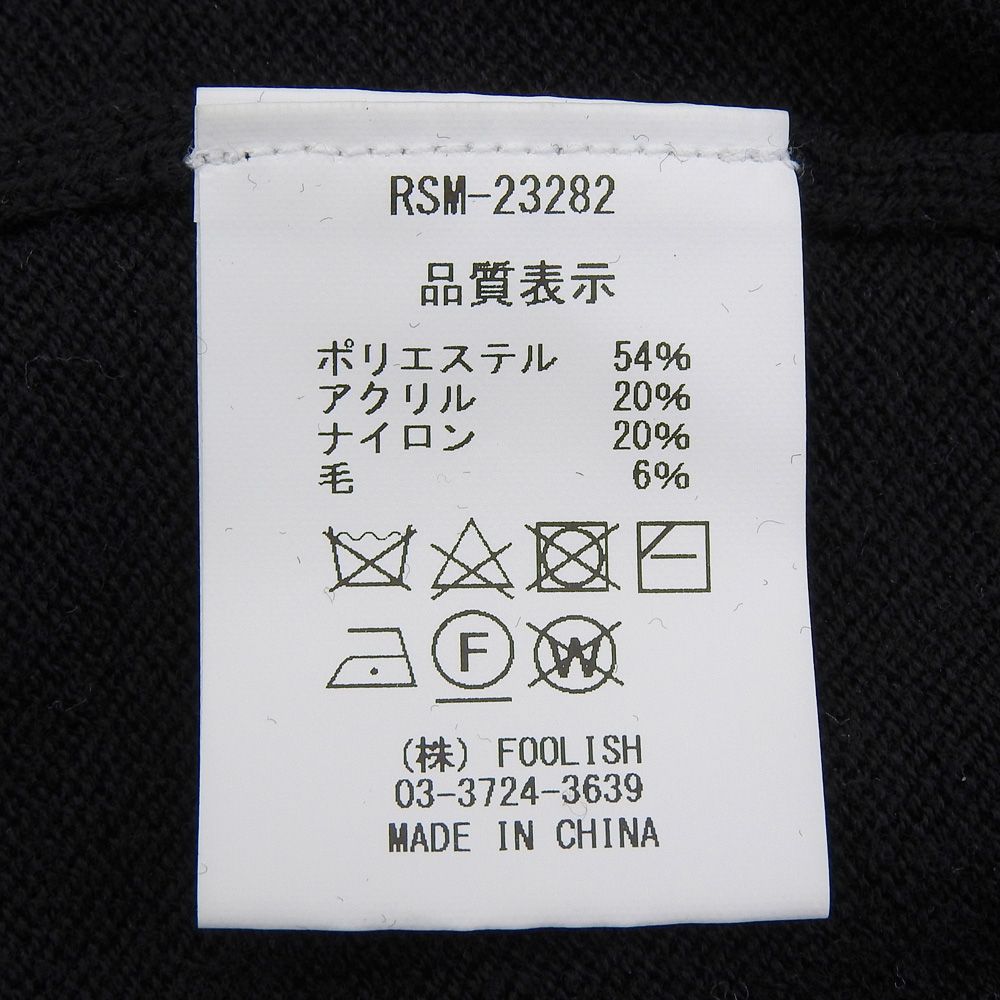 RSM-23282
品質表示
ポリエステル 54%
アクリル 20%
ナイロン 20%
毛 6%
F W
(株) FOOLISH
03-3724-3639
MADE IN CHINA